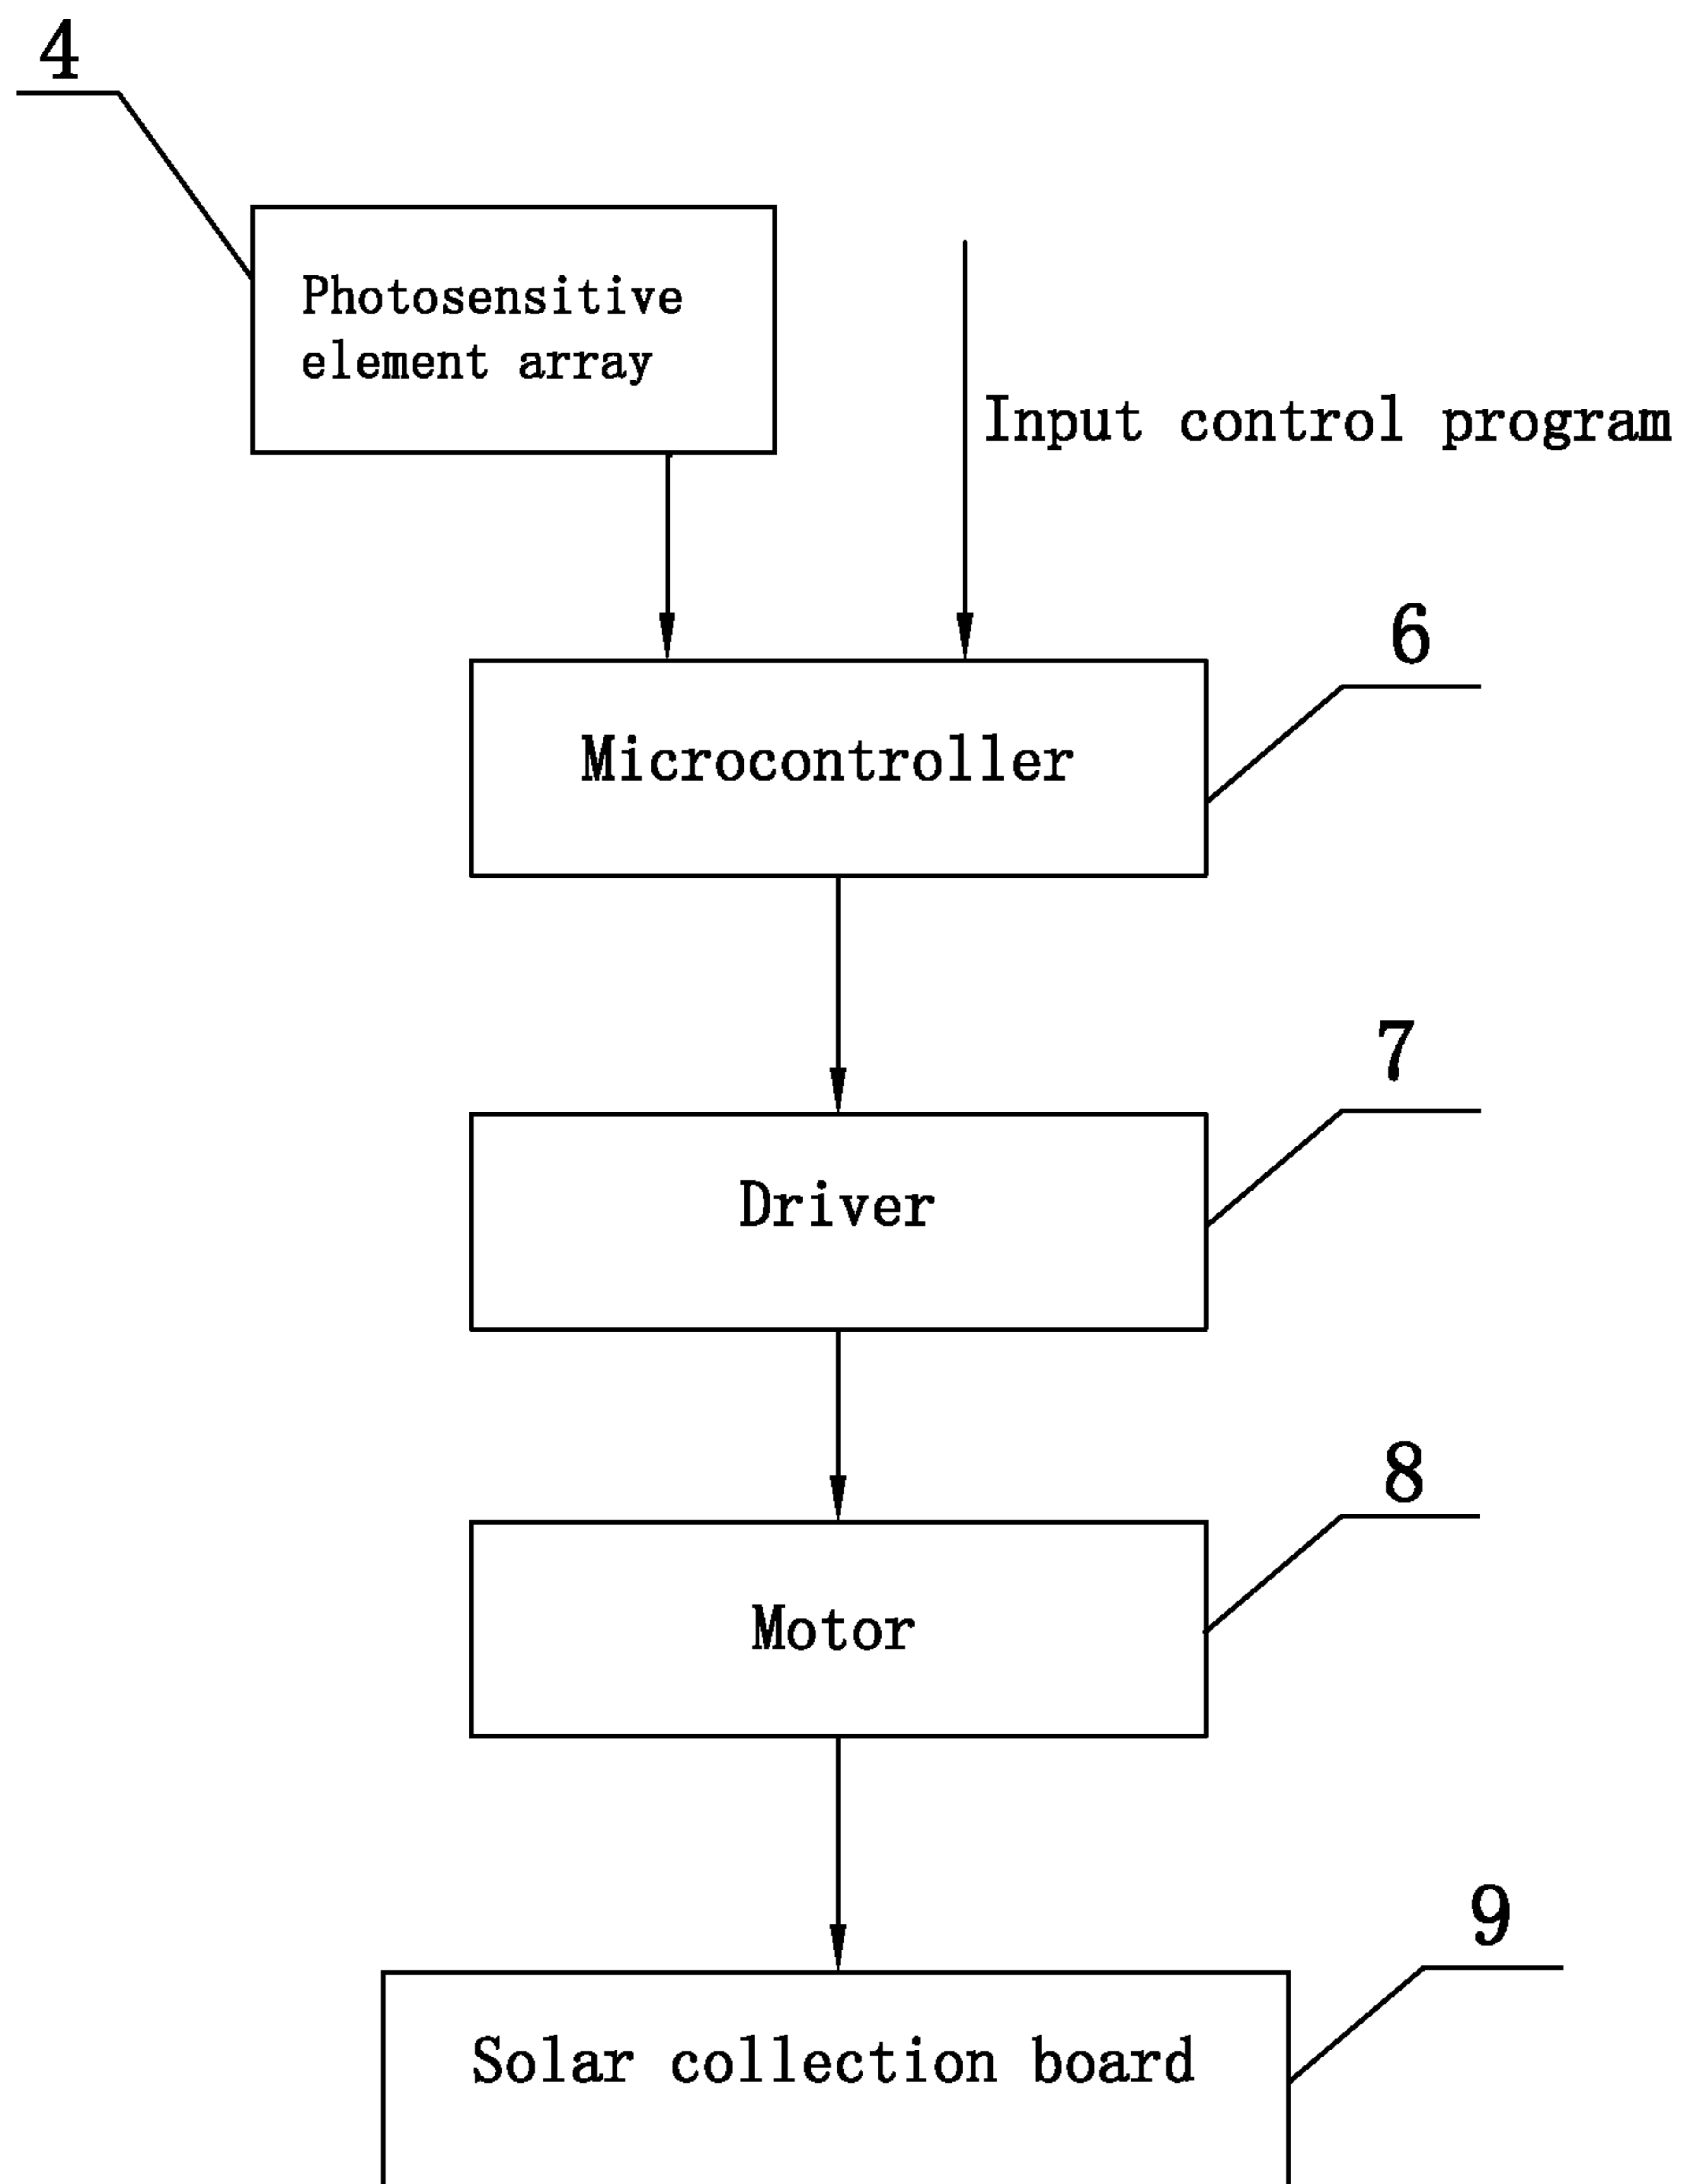 4
Photosensitive
element array
Input control program
6
Microcontroller
7
Driver
8
Motor
9
Solar collection board